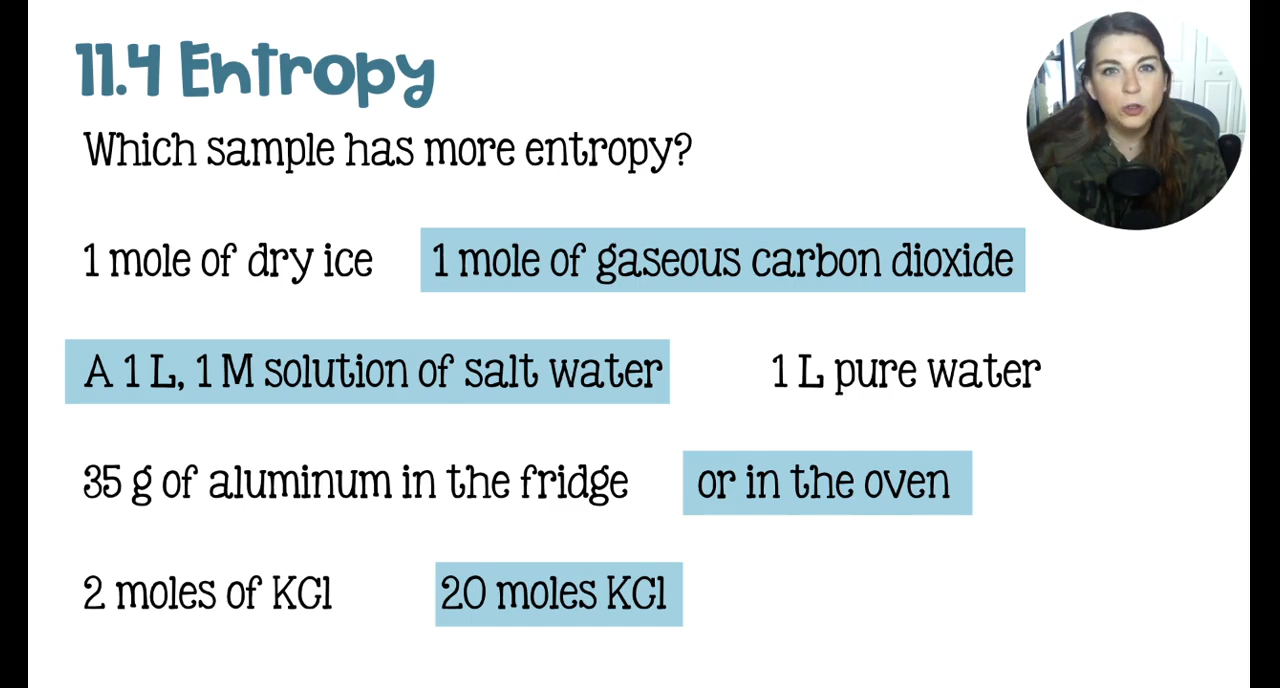 11.4 Entropy
Which sample has more entropy?
1 mole of dry ice 1 mole of gaseous carbon dioxide
A 1 L, 1 M solution of salt water 1 L pure water
35 g of aluminum in the fridge or in the oven
2 moles of KCl 20 moles KCl